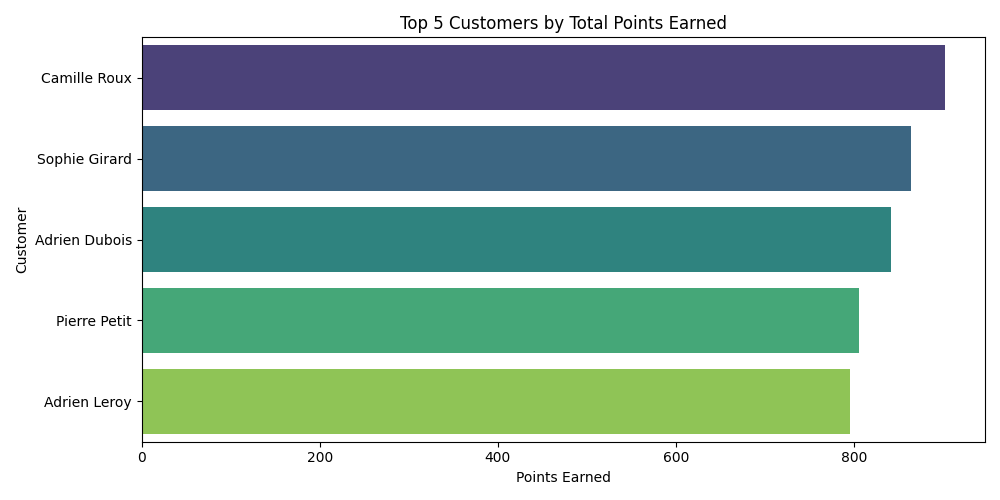 Top 5 Customers by Total Points Earned
Customer
Camille Roux
Sophie Girard
Adrien Dubois
Pierre Petit
Adrien Leroy
0 200 400 600 800
Points Earned